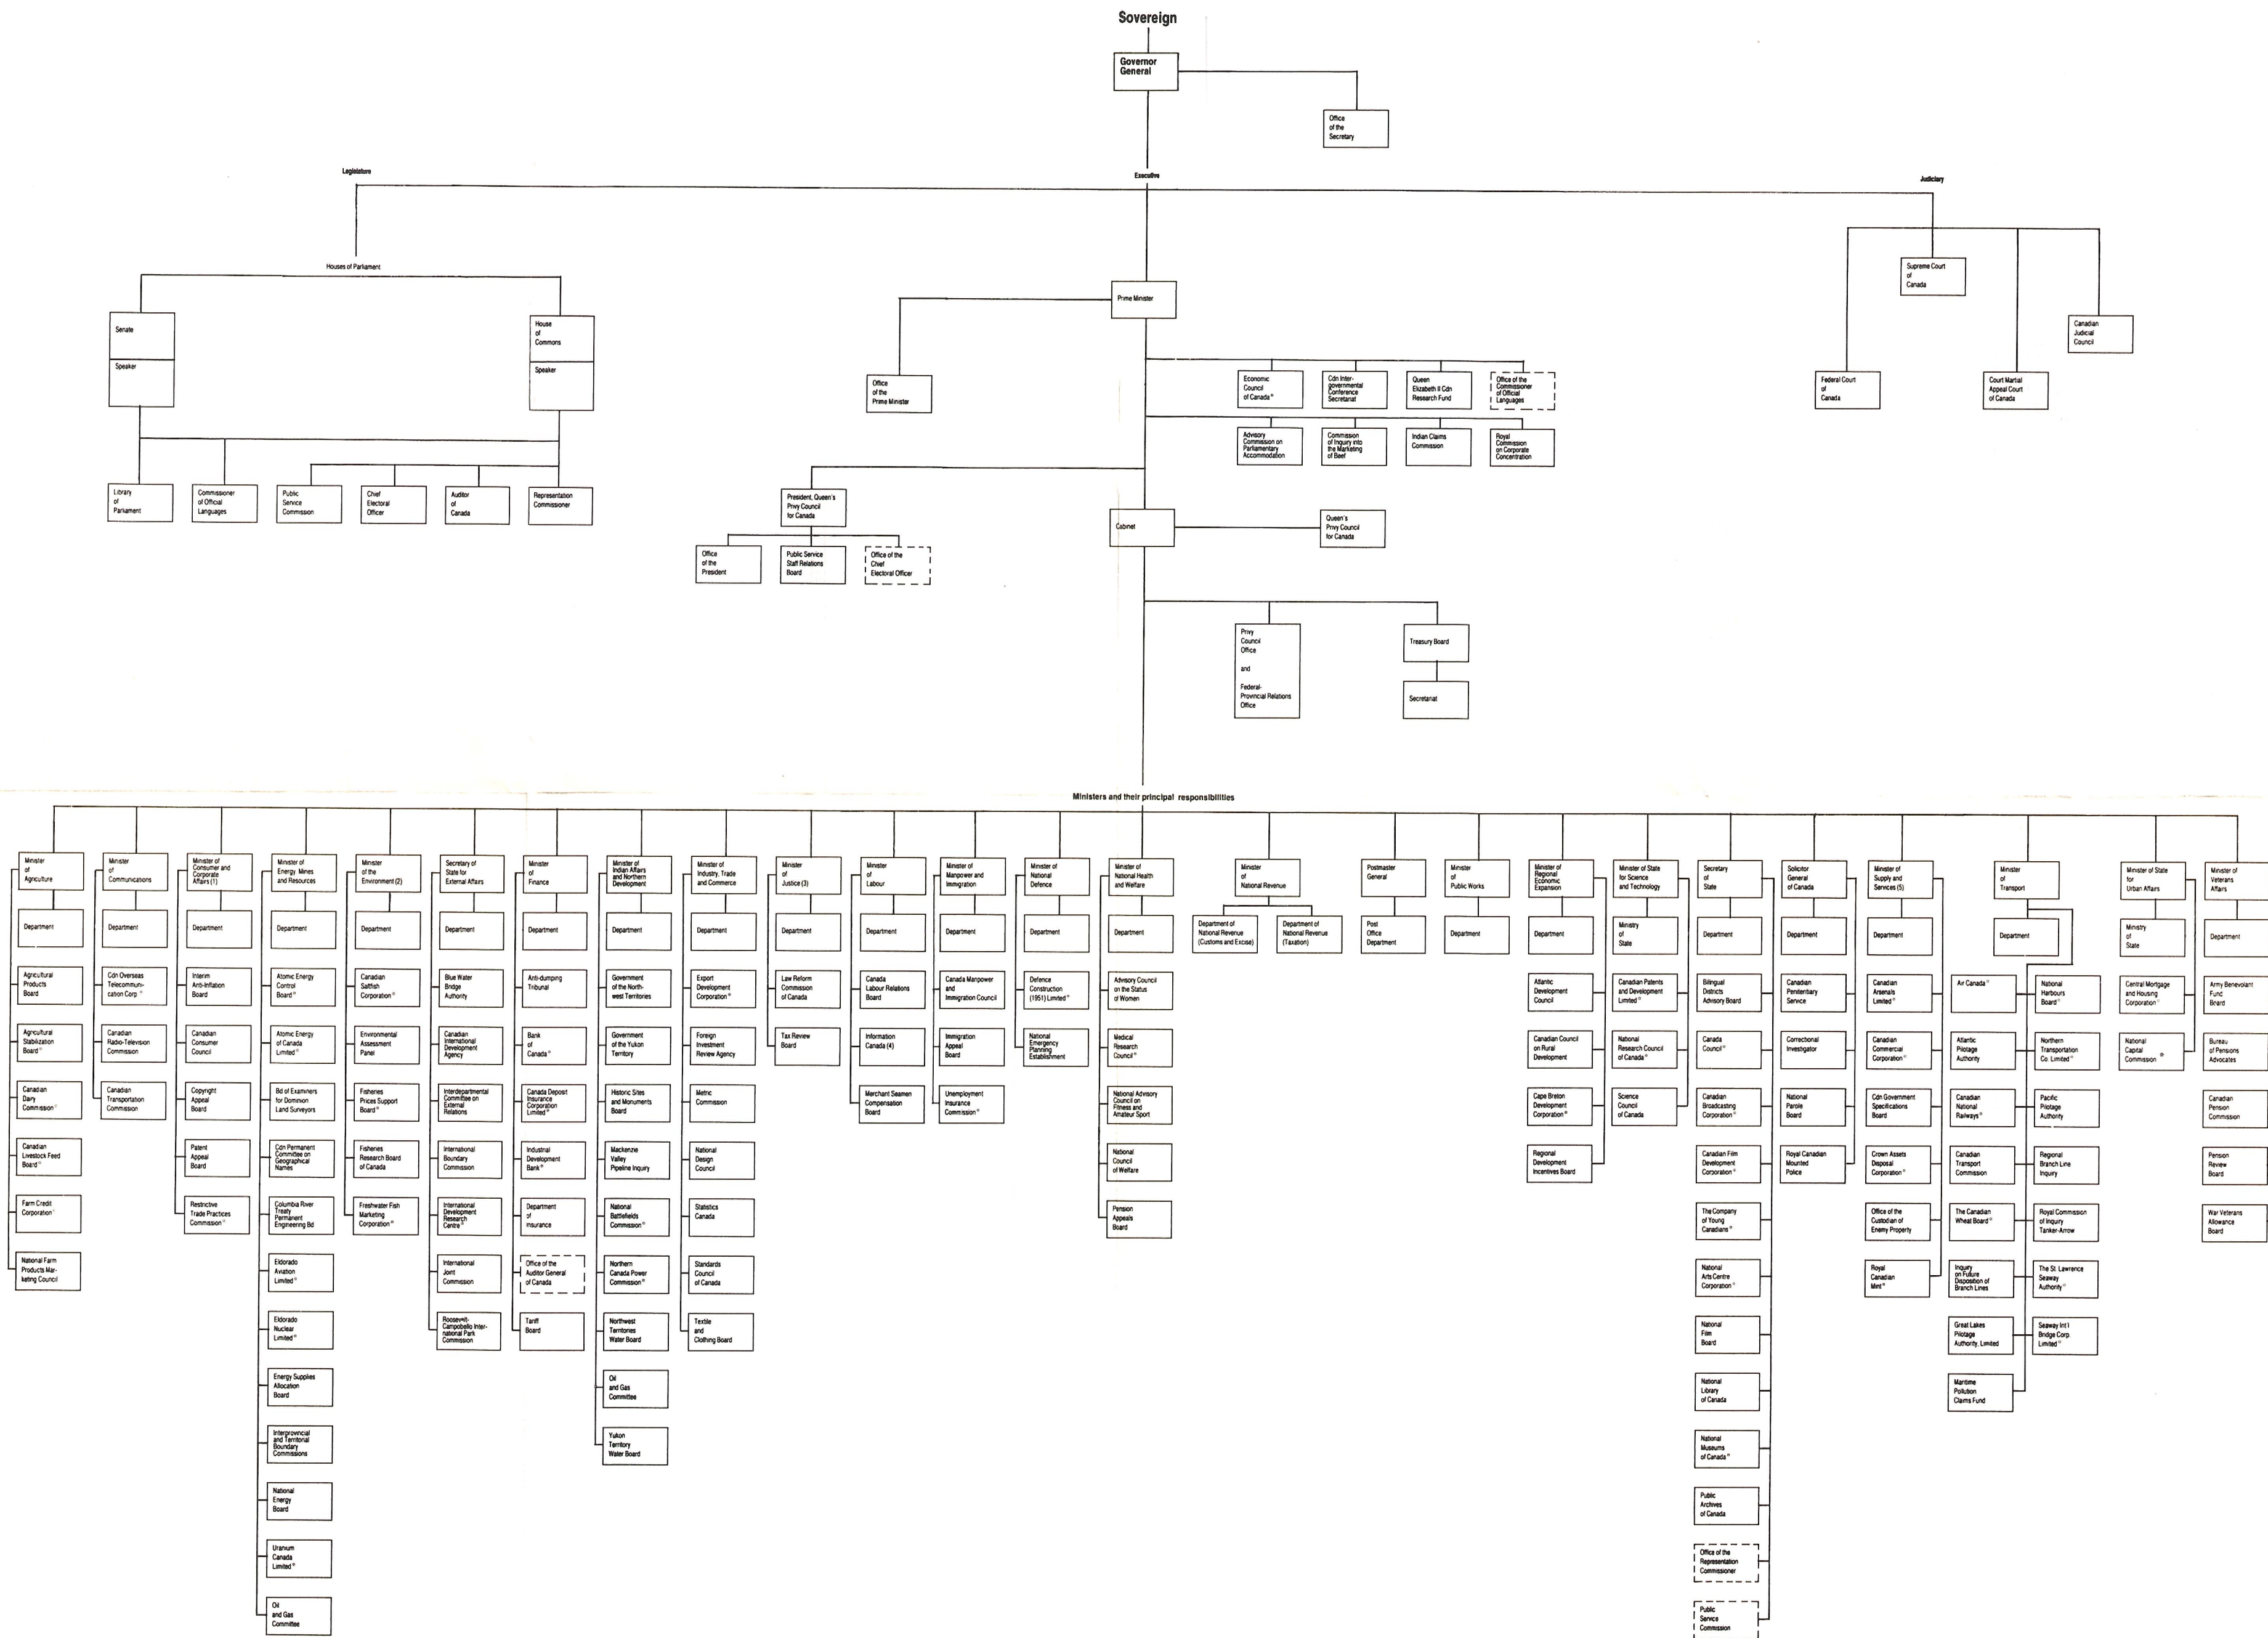 Sovereign
Governor
General
Office
of the
Secretary
Legislature
Executive
Judiciary
Houses of Parliament
Senate
Speaker
House
of
Commons
Speaker
Library
of
Parliament
Commissioner
of Official
Languages
Public
Service
Commission
Chief
Electoral
Officer
Auditor
of
Canada
Representation
Commissioner
Prime Minister
Office
of the
Prime Minister
Economic
Council
of Canada*
Cdn Inter-
governmental
Conference
Secretariat
Queen
Elizabeth II Cdn
Research Fund
Office of the
Commissioner
of Official
Languages
Advisory
Commission on
Parliamentary
Accommodation
Commission
of Inquiry into
the Marketing
of Beef
Indian Claims
Commission
Royal
Commission
on Corporate
Concentration
President, Queen's
Privy Council
for Canada
Office
of the
President
Public Service
Staff Relations
Board
Office of the
Chief
Electoral Officer
Cabinet
Queen's
Privy Council
for Canada
Privy
Council
Office
and
Federal-
Provincial Relations
Office
Treasury Board
Secretariat
Supreme Court
of
Canada
Federal Court
of
Canada
Court Martial
Appeal Court
of Canada
Canadian
Judicial
Council
Ministers and their principal responsibilities
Minister
of
Agriculture
Department
Agricultural
Products
Board
Agricultural
Stabilization
Board*
Canadian
Dairy
Commission*
Canadian
Livestock Feed
Board*
Farm Credit
Corporation*
National Farm
Products Mar-
keting Council
Minister
of
Communications
Department
Cdn Overseas
Telecommuni-
cation Corp*
Canadian
Radio-Television
Commission
Canadian
Transportation
Commission
Minister of
Consumer and
Corporate
Affairs (1)
Department
Interim
Anti-Inflation
Board
Canadian
Consumer
Council
Copyright
Appeal
Board
Patent
Appeal
Board
Restrictive
Trade Practices
Commission*
Minister of
Energy Mines
and Resources
Department
Atomic Energy
Control
Board*
Atomic Energy
of Canada
Limited*
Bd of Examiners
for Dominion
Land Surveyors
Cdn Permanent
Committee on
Geographical
Names
Columbia River
Treaty
Permanent
Engineering Bd
Eldorado
Aviation
Limited*
Eldorado
Nuclear
Limited*
Energy Supplies
Allocation
Board
Interprovincial
and Territorial
Boundary
Commissions
National
Energy
Board
Uranium
Canada
Limited*
Oil
and Gas
Committee
Minister
of the
Environment (2)
Department
Canadian
Saltfish
Corporation*
Environmental
Assessment
Panel
Fisheries
Prices Support
Board*
Fisheries
Research Board
of Canada
Freshwater Fish
Marketing
Corporation*
Secretary of
State for
External Affairs
Department
Blue Water
Bridge
Authority
Canadian
International
Development
Agency
Interdepartmental
Committee on
External
Relations
International
Boundary
Commission
International
Development
Research
Centre*
International
Joint
Commission
Roosevelt-
Campobello Inter-
national Park
Commission
Minister
of
Finance
Department
Anti-dumping
Tribunal
Bank
of
Canada*
Canada Deposit
Insurance
Corporation
Limited*
Industrial
Development
Bank*
Department
of
Insurance
Office of the
Auditor General
of Canada
Tariff
Board
Minister of
Indian Affairs
and Northern
Development
Department
Government
of the North-
west Territories
Government
of the Yukon
Territory
Historic Sites
and Monuments
Board
Mackenzie
Valley
Pipeline Inquiry
National
Battlefields
Commission*
Northern
Canada Power
Commission*
Northwest
Territories
Water Board
Oil
and Gas
Committee
Yukon
Territory
Water Board
Minister of
Industry, Trade
and Commerce
Department
Export
Development
Corporation*
Foreign
Investment
Review Agency
Metric
Commission
National
Design
Council
Statistics
Canada
Standards
Council
of Canada
Textile
and
Clothing Board
Minister
of
Justice (3)
Department
Law Reform
Commission
of Canada
Tax Review
Board
Minister
of
Labour
Department
Canada
Labour Relations
Board
Information
Canada (4)
Merchant Seamen
Compensation
Board
Minister of
Manpower and
Immigration
Department
Canada Manpower
and
Immigration Council
Immigration
Appeal
Board
Unemployment
Insurance
Commission*
Minister of
National
Defence
Department
Defence
Construction
(1951) Limited*
National
Emergency
Planning
Establishment
Minister of
National Health
and Welfare
Department
Advisory Council
on the Status
of Women
Medical
Research
Council*
National Advisory
Council on
Fitness and
Amateur Sport
National
Council
of Welfare
Pension
Appeals
Board
Minister
of
National Revenue
Department of
National Revenue
(Customs and Excise)
Department of
National Revenue
(Taxation)
Postmaster
General
Post
Office
Department
Minister
of
Public Works
Department
Minister of
Regional
Economic
Expansion
Department
Atlantic
Development
Council
Canadian Council
on Rural
Development
Cape Breton
Development
Corporation*
Regional
Development
Incentives Board
Minister of State
for Science
and Technology
Ministry
of
State
Canadian Patents
and Development
Limited*
National
Research Council
of Canada*
Science
Council
of Canada
Secretary
of
State
Department
Bilingual
Districts
Advisory Board
Canada
Council*
Canadian
Broadcasting
Corporation*
Canadian Film
Development
Corporation*
The Company
of Young
Canadians*
National
Arts Centre
Corporation*
National
Film
Board
National
Library
of Canada
National
Museums
of Canada*
Public
Archives
of Canada
Office of the
Representation
Commissioner
Public
Service
Commission
Solicitor
General
of Canada
Department
Canadian
Penitentiary
Service
Correctional
Investigator
National
Parole
Board
Royal Canadian
Mounted
Police
Minister of
Supply and
Services (5)
Department
Canadian
Arsenals
Limited*
Canadian
Commercial
Corporation*
Cdn Government
Specifications
Board
Crown Assets
Disposal
Corporation*
Office of the
Custodian of
Enemy Property
Royal
Canadian
Mint*
Minister
of
Transport
Department
Air Canada*
Atlantic
Pilotage
Authority
Canadian
National
Railways*
Canadian
Transport
Commission
The Canadian
Wheat Board*
Inquiry
on Future
Disposition of
Branch Lines
Great Lakes
Pilotage
Authority, Limited
Maritime
Pollution
Claims Fund
National
Harbours
Board*
Northern
Transportation
Co. Limited*
Pacific
Pilotage
Authority
Regional
Branch Line
Inquiry
Royal Commission
of Inquiry
Tanker-Arrow
The St. Lawrence
Seaway
Authority*
Seaway Int'l
Bridge Corp.
Limited*
Minister of State
for
Urban Affairs
Ministry
of
State
Central Mortgage
and Housing
Corporation*
National
Capital
Commission*
Minister of
Veterans
Affairs
Department
Army Benevolent
Fund
Board
Bureau
of Pensions
Advocates
Canadian
Pension
Commission
Pension
Review
Board
War Veterans
Allowance
Board